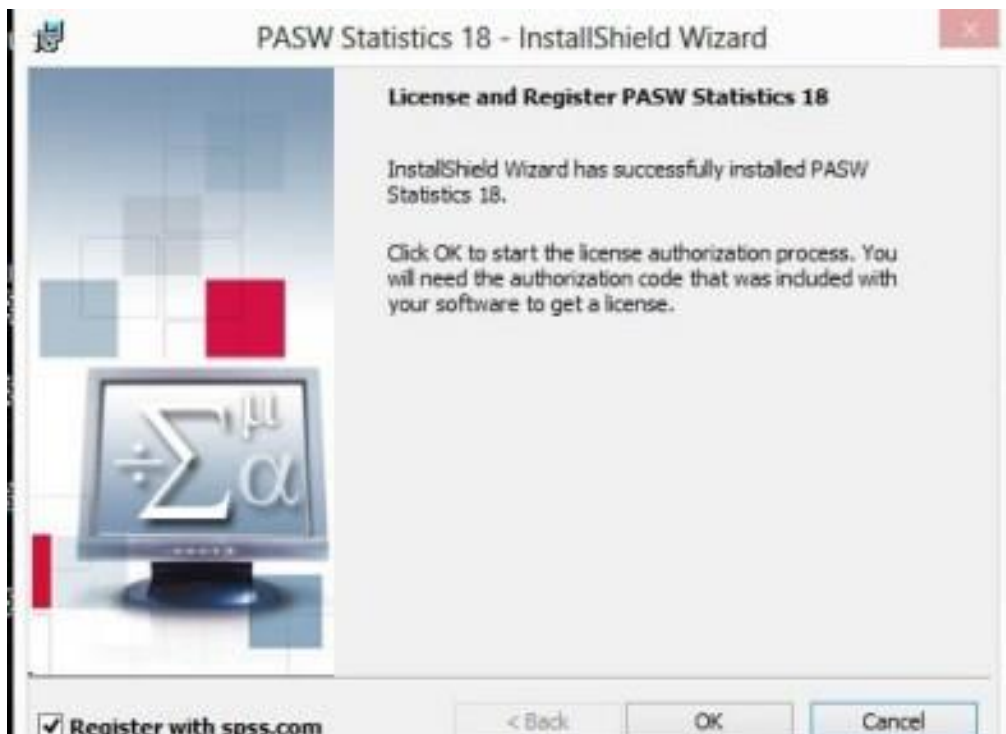 PASW Statistics 18 - InstallShield Wizard
License and Register PASW Statistics 18
InstallShield Wizard has successfully installed PASW
Statistics 18.
Click OK to start the license authorization process. You
will need the authorization code that was included with
your software to get a license.
÷Σμα
Register with spss.com
< Back
OK
Cancel